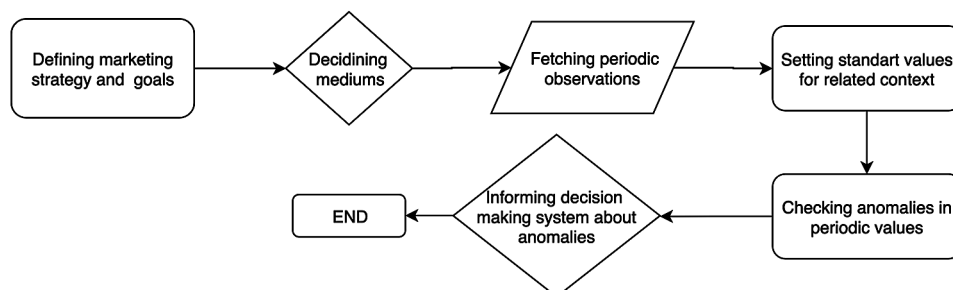 Defining marketing
strategy and goals
Decidining
mediums
Fetching periodic
observations
Setting standart values
for related context
Checking anomalies in
periodic values
Informing decision
making system about
anomalies
END